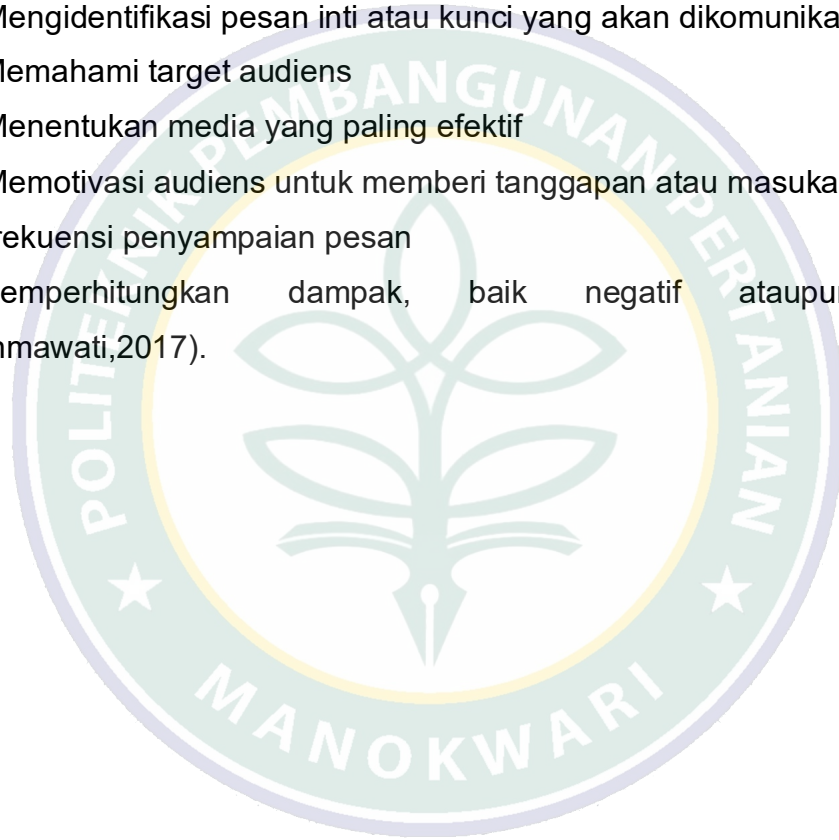 Mengidentifikasi pesan inti atau kunci yang akan dikomunika
Memahami target audiens
Menentukan media yang paling efektif
Memotivasi audiens untuk memberi tanggapan atau masuka
rekuensi penyampaian pesan
emperhitungkan dampak, baik negatif ataupu
mawati,2017).
POLITEKNIK PEMBANGUNAN PERTANIAN
MANOKWARI